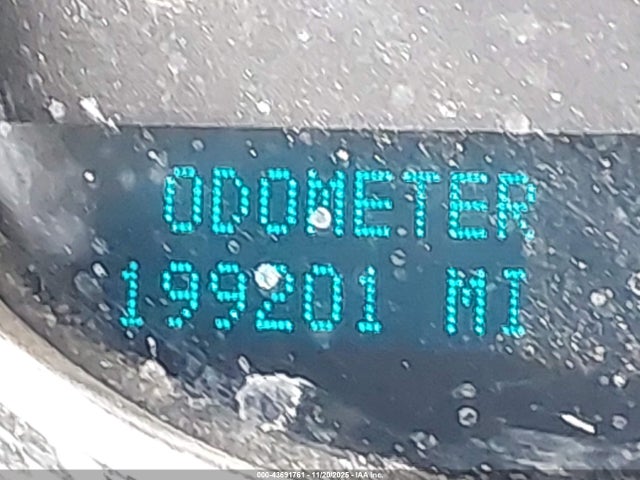 ODOMETER
199201 MI
000-43691761 - 11/20/2025 - IAA Inc.